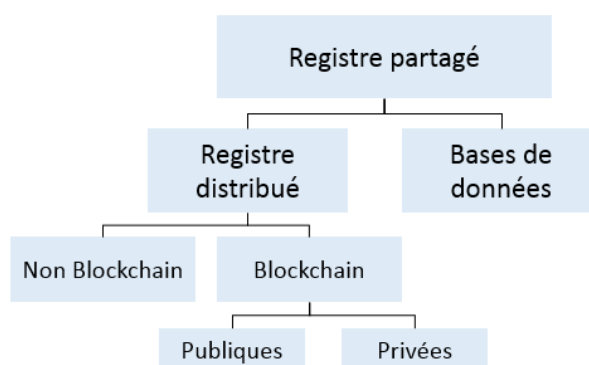 Registre partagé
Registre
distribué
Bases de
données
Non Blockchain
Blockchain
Publiques
Privées